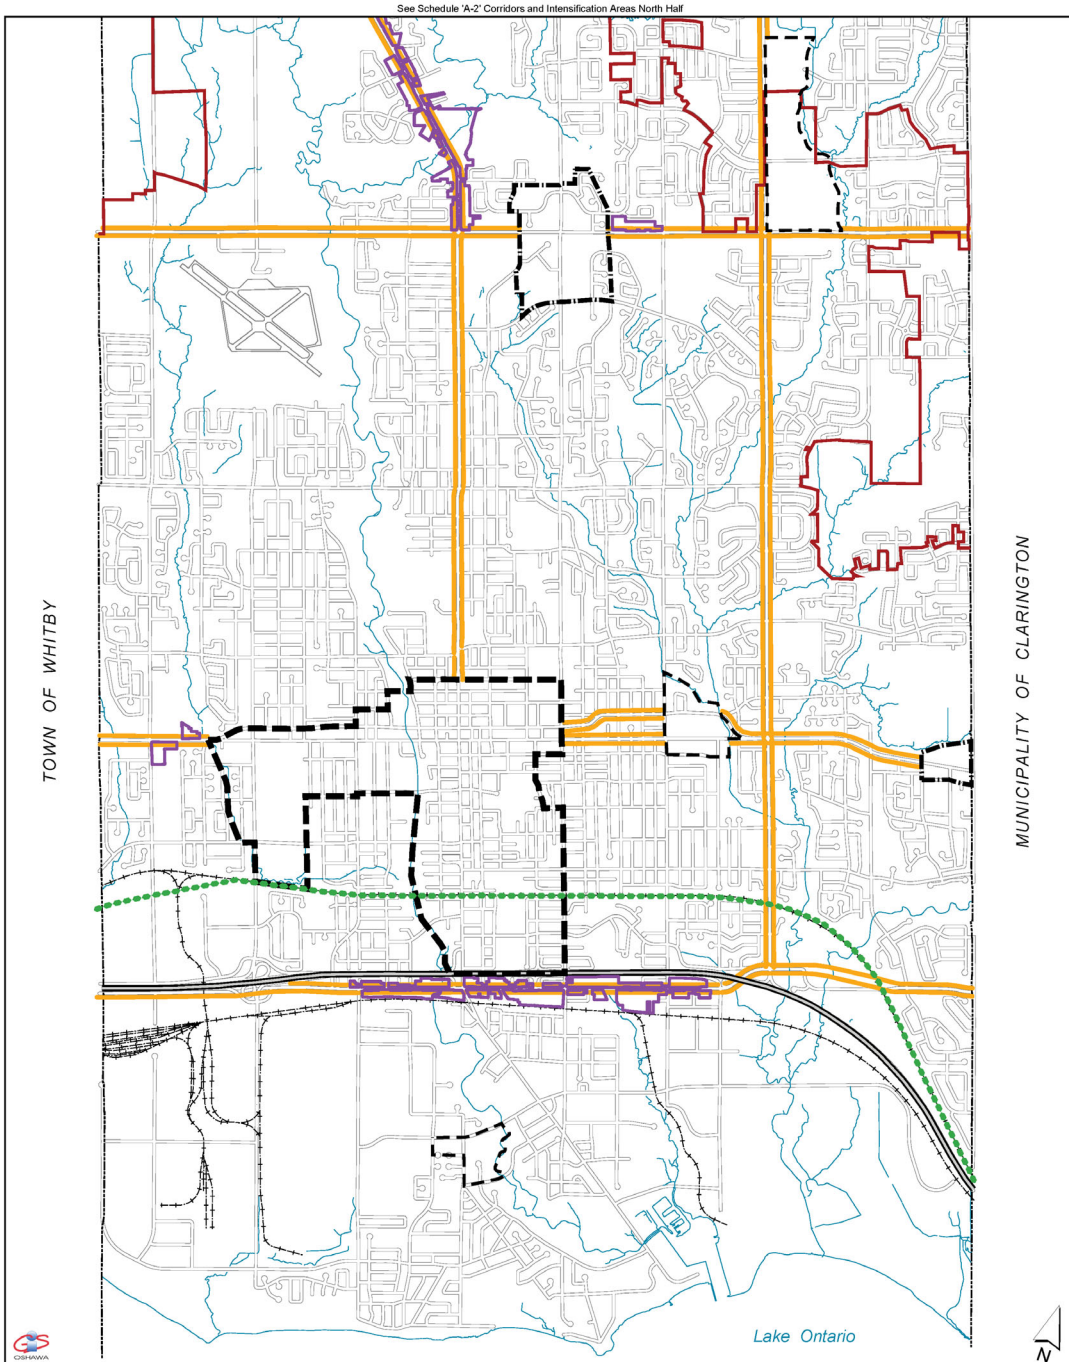 See Schedule 'A-2' Corridors and Intensification Areas North Half
TOWN OF WHITBY
MUNICIPALITY OF CLARINGTON
Lake Ontario
GIS
OSHAWA
N